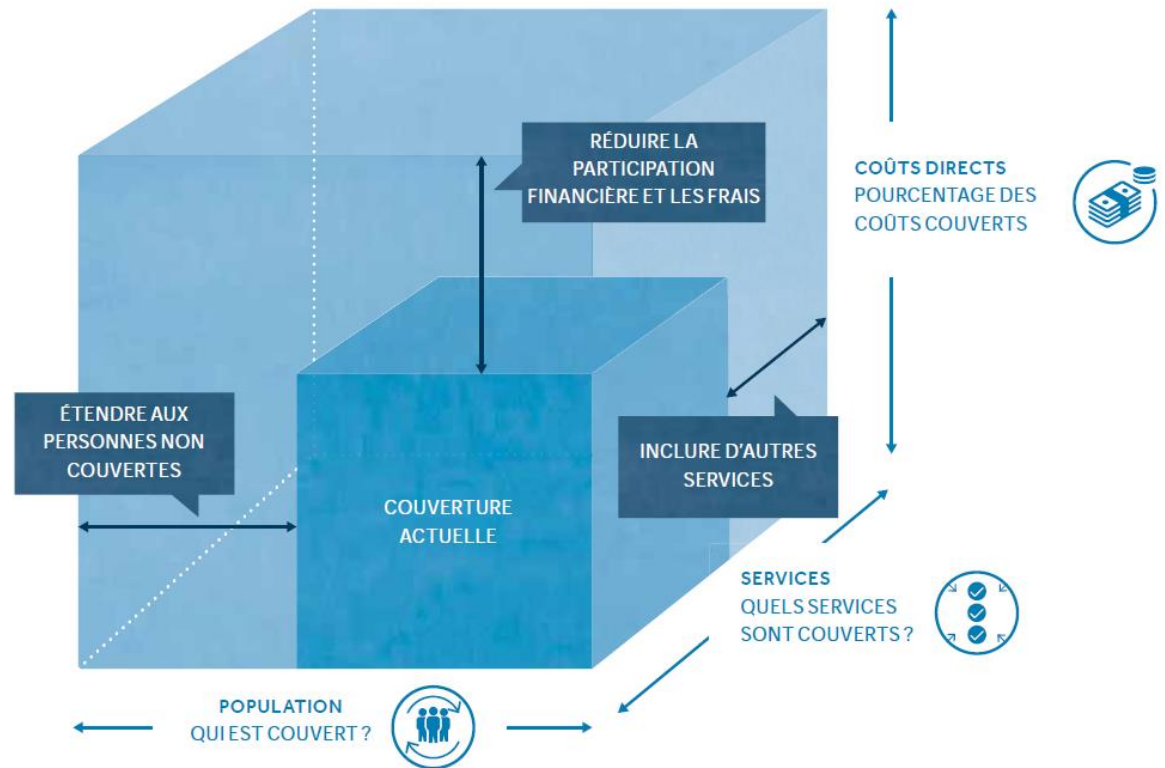 RÉDUIRE LA
PARTICIPATION
FINANCIÈRE ET LES FRAIS
COÛTS DIRECTS
POURCENTAGE DES
COÛTS COUVERTS
ÉTENDRE AUX
PERSONNES NON
COUVERTES
INCLURE D'AUTRES
SERVICES
COUVERTURE
ACTUELLE
SERVICES
QUELS SERVICES
SONT COUVERTS ?
POPULATION
QUI EST COUVERT ?